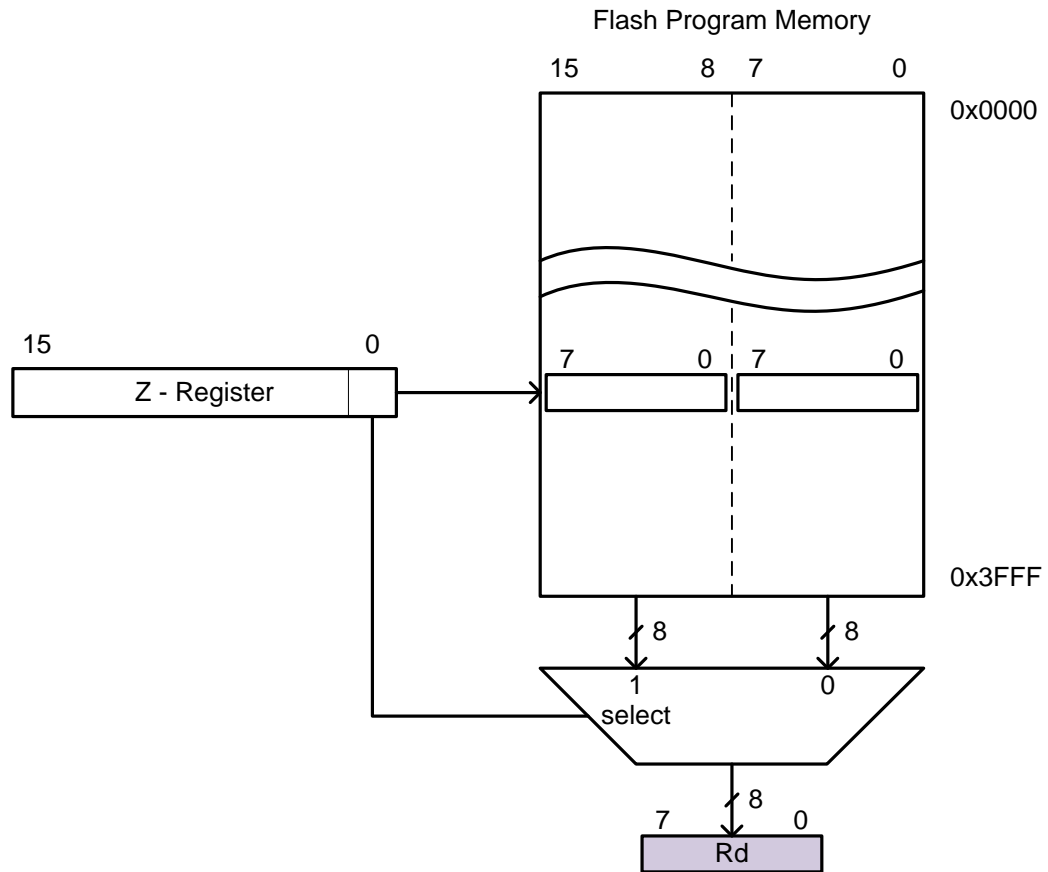 Flash Program Memory
15 8 7 0
0x0000
15 0
7 0 7 0
Z - Register
0x3FFF
8 8
1 0
select
8
7 0
Rd